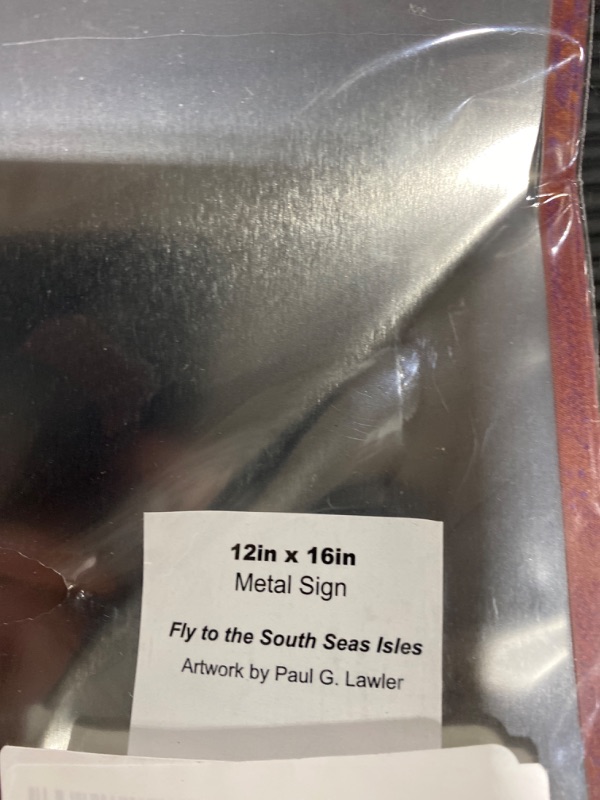 12in x 16in
Metal Sign
Fly to the South Seas Isles
Artwork by Paul G. Lawler